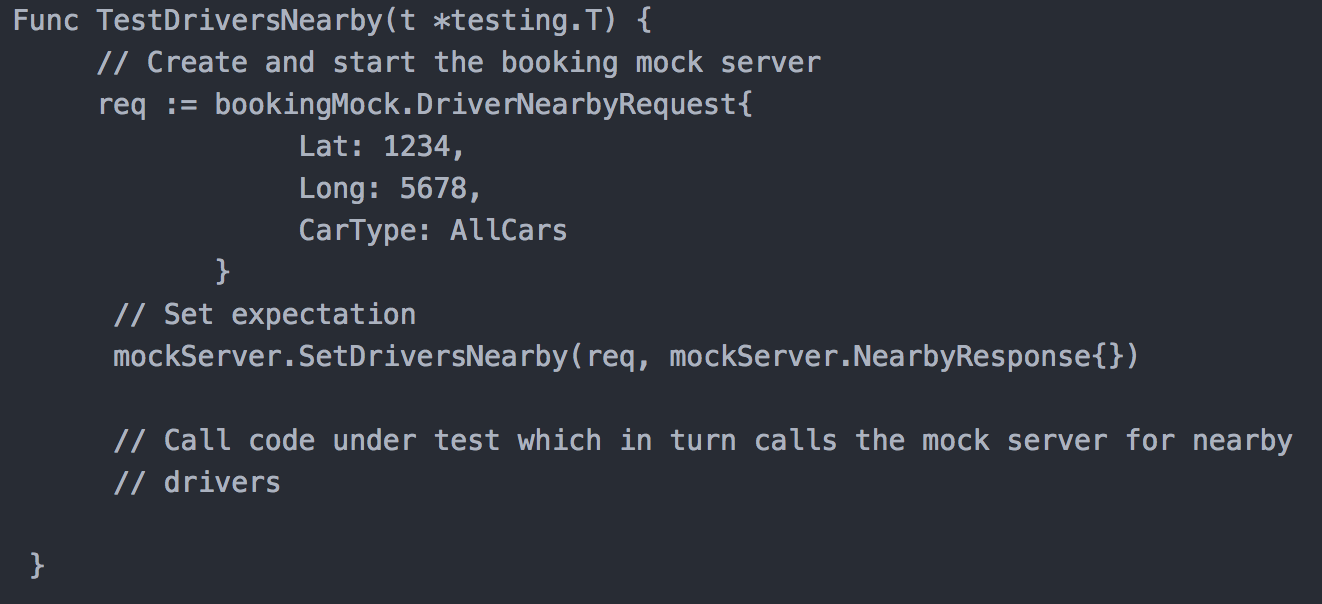 Func TestDriversNearby(t *testing.T) {
// Create and start the booking mock server
req := bookingMock.DriverNearbyRequest{
Lat: 1234,
Long: 5678,
CarType: AllCars
}
// Set expectation
mockServer.SetDriversNearby(req, mockServer.NearbyResponse{})
// Call code under test which in turn calls the mock server for nearby
// drivers
}